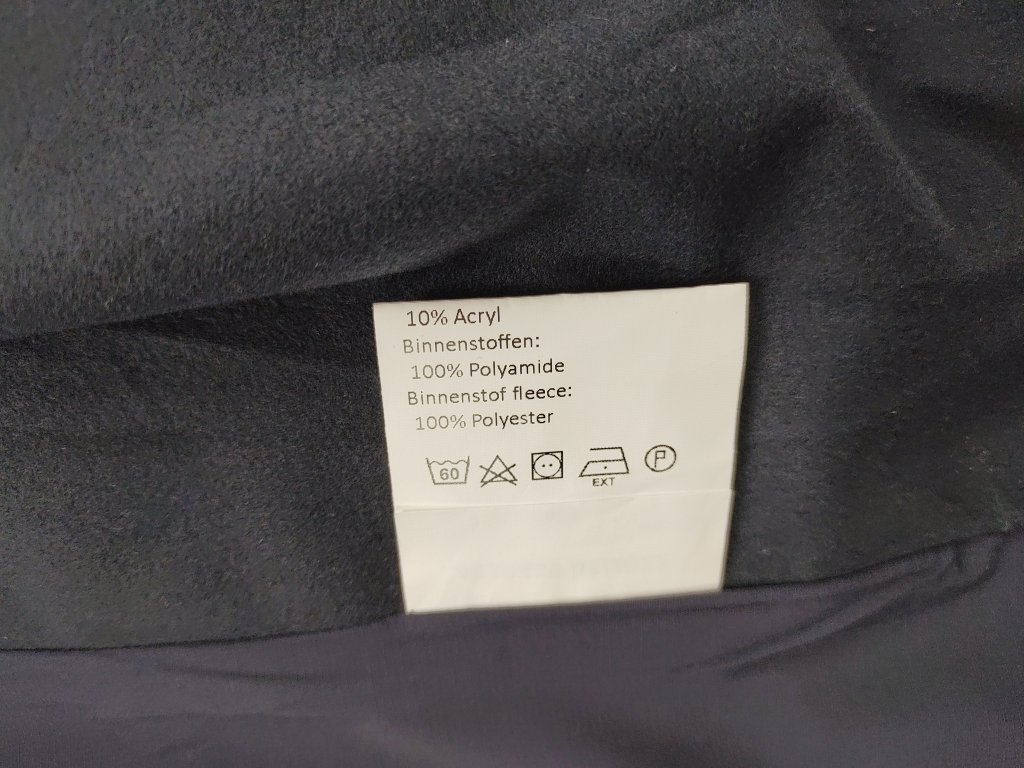 10% Acryl
Binnenstoffen:
100% Polyamide
Binnenstof fleece:
100% Polyester
60 P
EXT